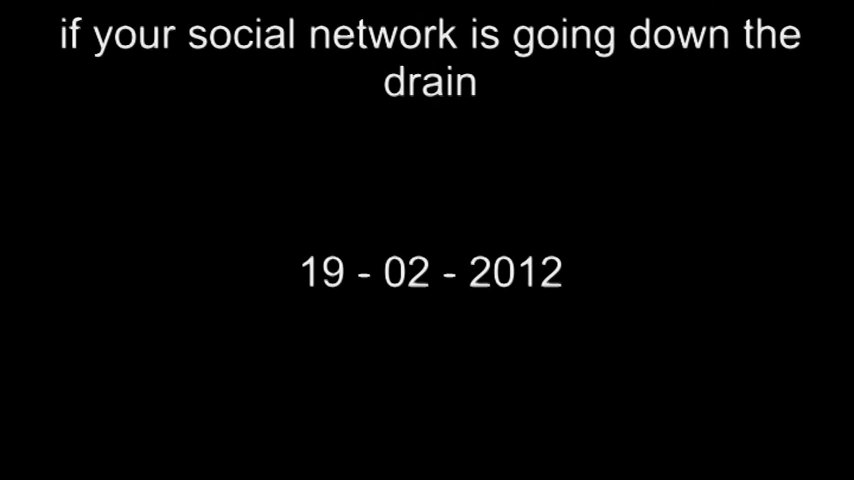 if your social network is going down the
drain
19 - 02 - 2012